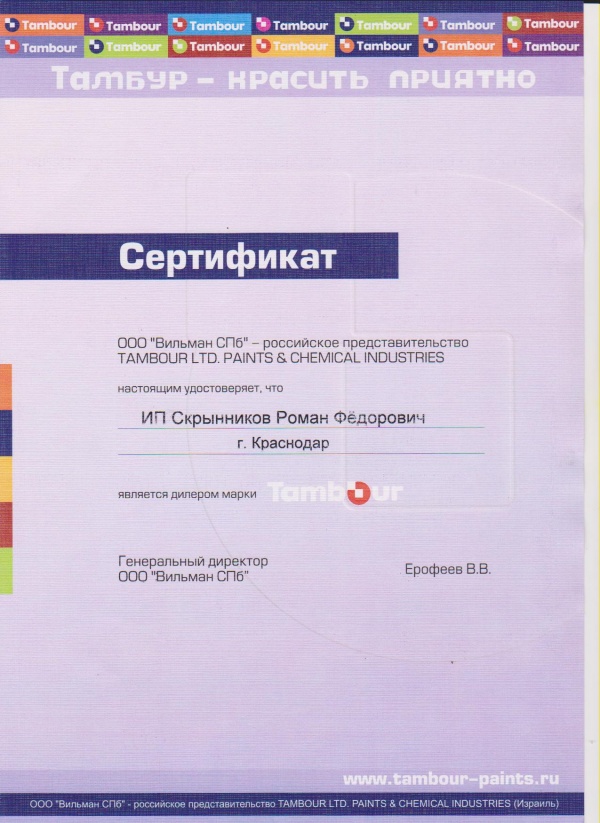 Tambour Tambour Tambour Tambour Tambour Tambour Tambour
Tambour Tambour Tambour Tambour Tambour Tambour Tambour
Тамбур – красить приятно
Сертификат
ООО "Вильман СПб" – российское представительство
TAMBOUR LTD. PAINTS & CHEMICAL INDUSTRIES
настоящим удостоверяет, что
ИП Скрынников Роман Фёдорович
г. Краснодар
является дилером марки Tambour
Генеральный директор
ООО "Вильман СПб"
Ерофеев В.В.
www.tambour-paints.ru
ООО "Вильман СПб" - российское представительство TAMBOUR LTD. PAINTS & CHEMICAL INDUSTRIES (Израиль)